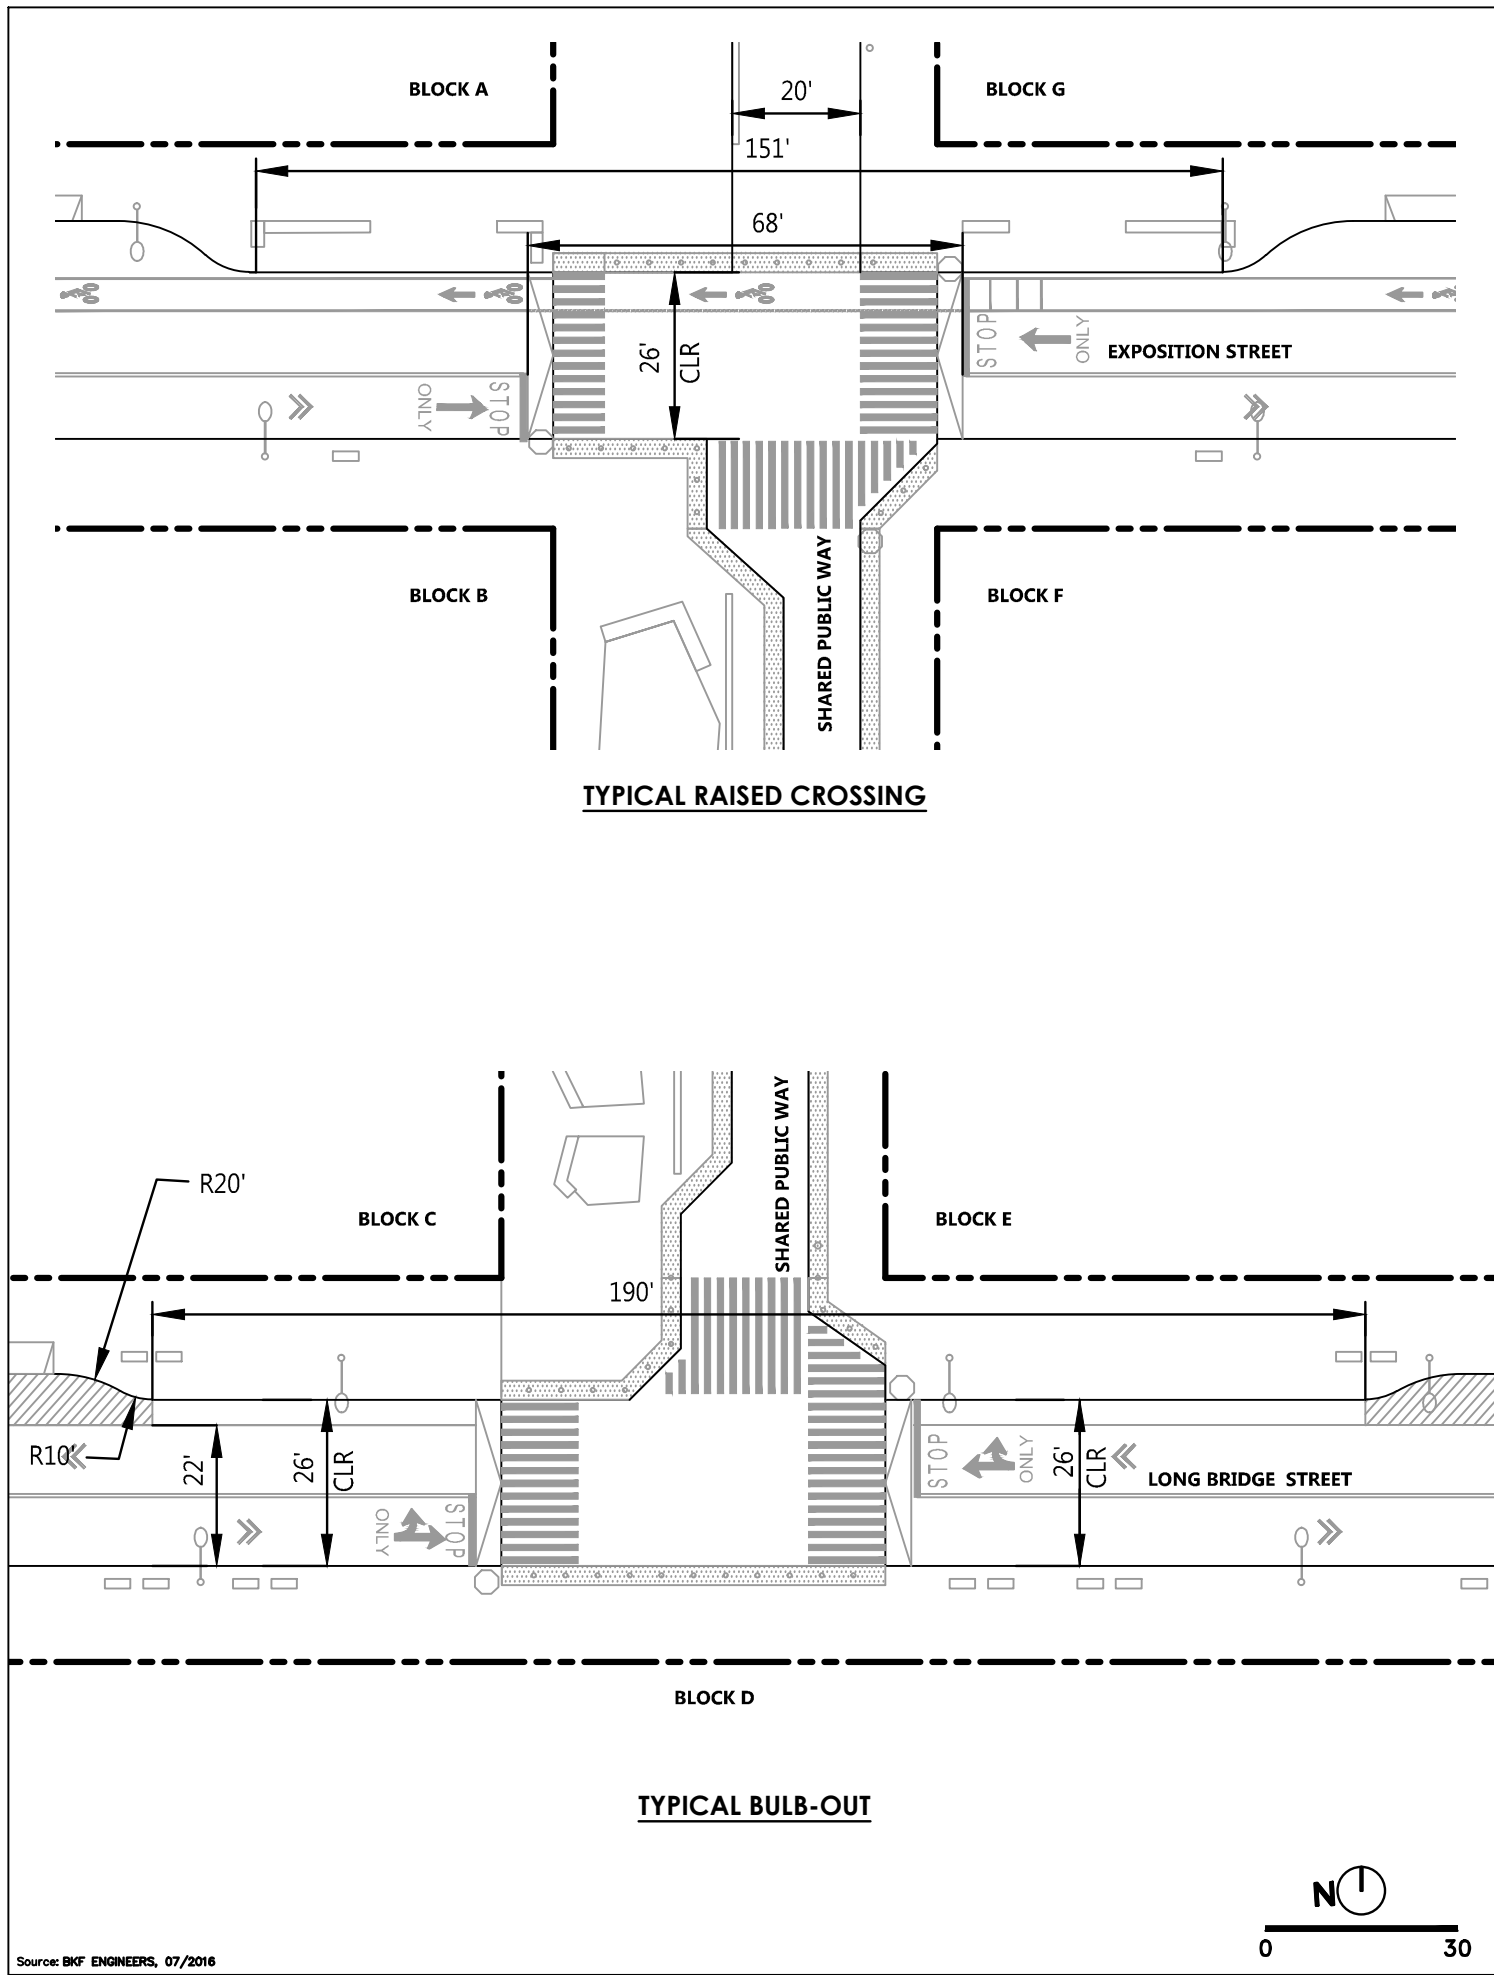 BLOCK A
20'
BLOCK G
151'
68'
26'
CLR
STOP
ONLY
EXPOSITION STREET
ONLY
STOP
BLOCK B
SHARED PUBLIC WAY
BLOCK F
TYPICAL RAISED CROSSING
SHARED PUBLIC WAY
R20'
BLOCK C
BLOCK E
190'
R10'
22'
26'
CLR
ONLY
STOP
STOP
ONLY
26'
CLR
LONG BRIDGE STREET
BLOCK D
TYPICAL BULB-OUT
N
0
30
Source: BKF ENGINEERS, 07/2016